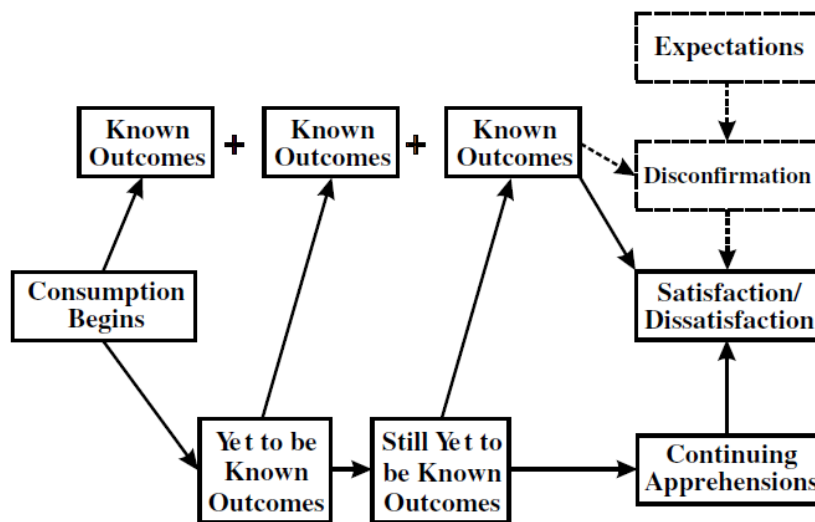 Expectations
Known
Outcomes
+
Known
Outcomes
+
Known
Outcomes
Disconfirmation
Consumption
Begins
Satisfaction/
Dissatisfaction
Yet to be
Known
Outcomes
Still Yet to
be Known
Outcomes
Continuing
Apprehensions